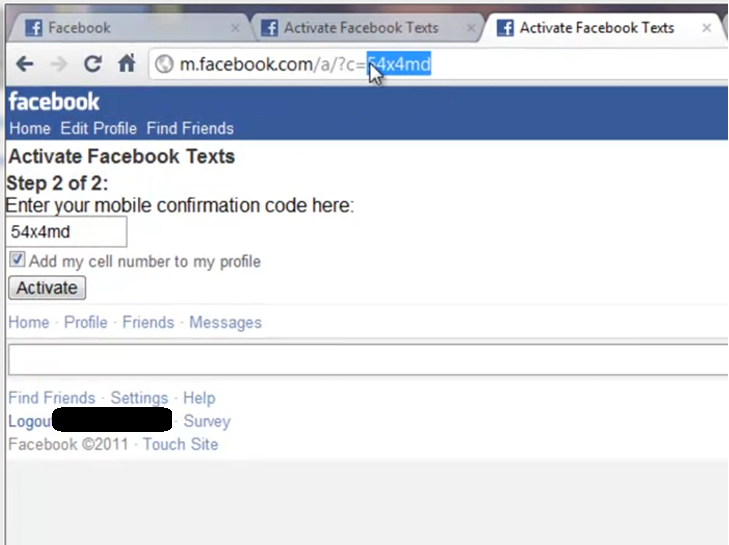 Facebook Activate Facebook Texts Activate Facebook Texts
m.facebook.com/a/?c=54x4md
facebook
Home Edit Profile Find Friends
Activate Facebook Texts
Step 2 of 2:
Enter your mobile confirmation code here:
54x4md
Add my cell number to my profile
Activate
Home · Profile · Friends · Messages
Find Friends · Settings · Help
Logou · Survey
Facebook ©2011 · Touch Site